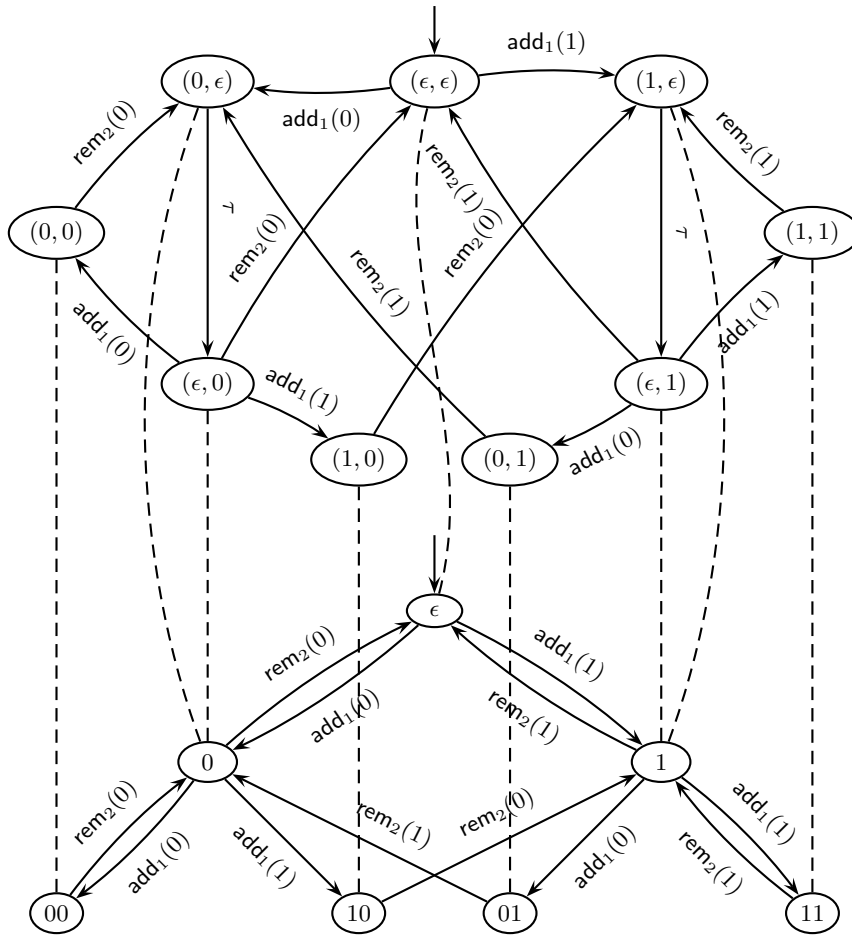 add₁(1)
(0, ϵ)
(ϵ, ϵ)
(1, ϵ)
add₁(0)
rem₂(0)
rem₂(1)
rem₂(1)
τ
τ
(0, 0)
rem₂(0)
rem₂(0)
(1, 1)
rem₂(1)
add₁(0)
add₁(1)
(ϵ, 0)
add₁(1)
(ϵ, 1)
(1, 0)
(0, 1)
add₁(0)
ϵ
rem₂(0)
add₁(1)
add₁(0)
rem₂(1)
0
1
rem₂(0)
add₁(0)
add₁(1)
rem₂(1)
rem₂(0)
add₁(0)
add₁(1)
rem₂(1)
00
10
01
11